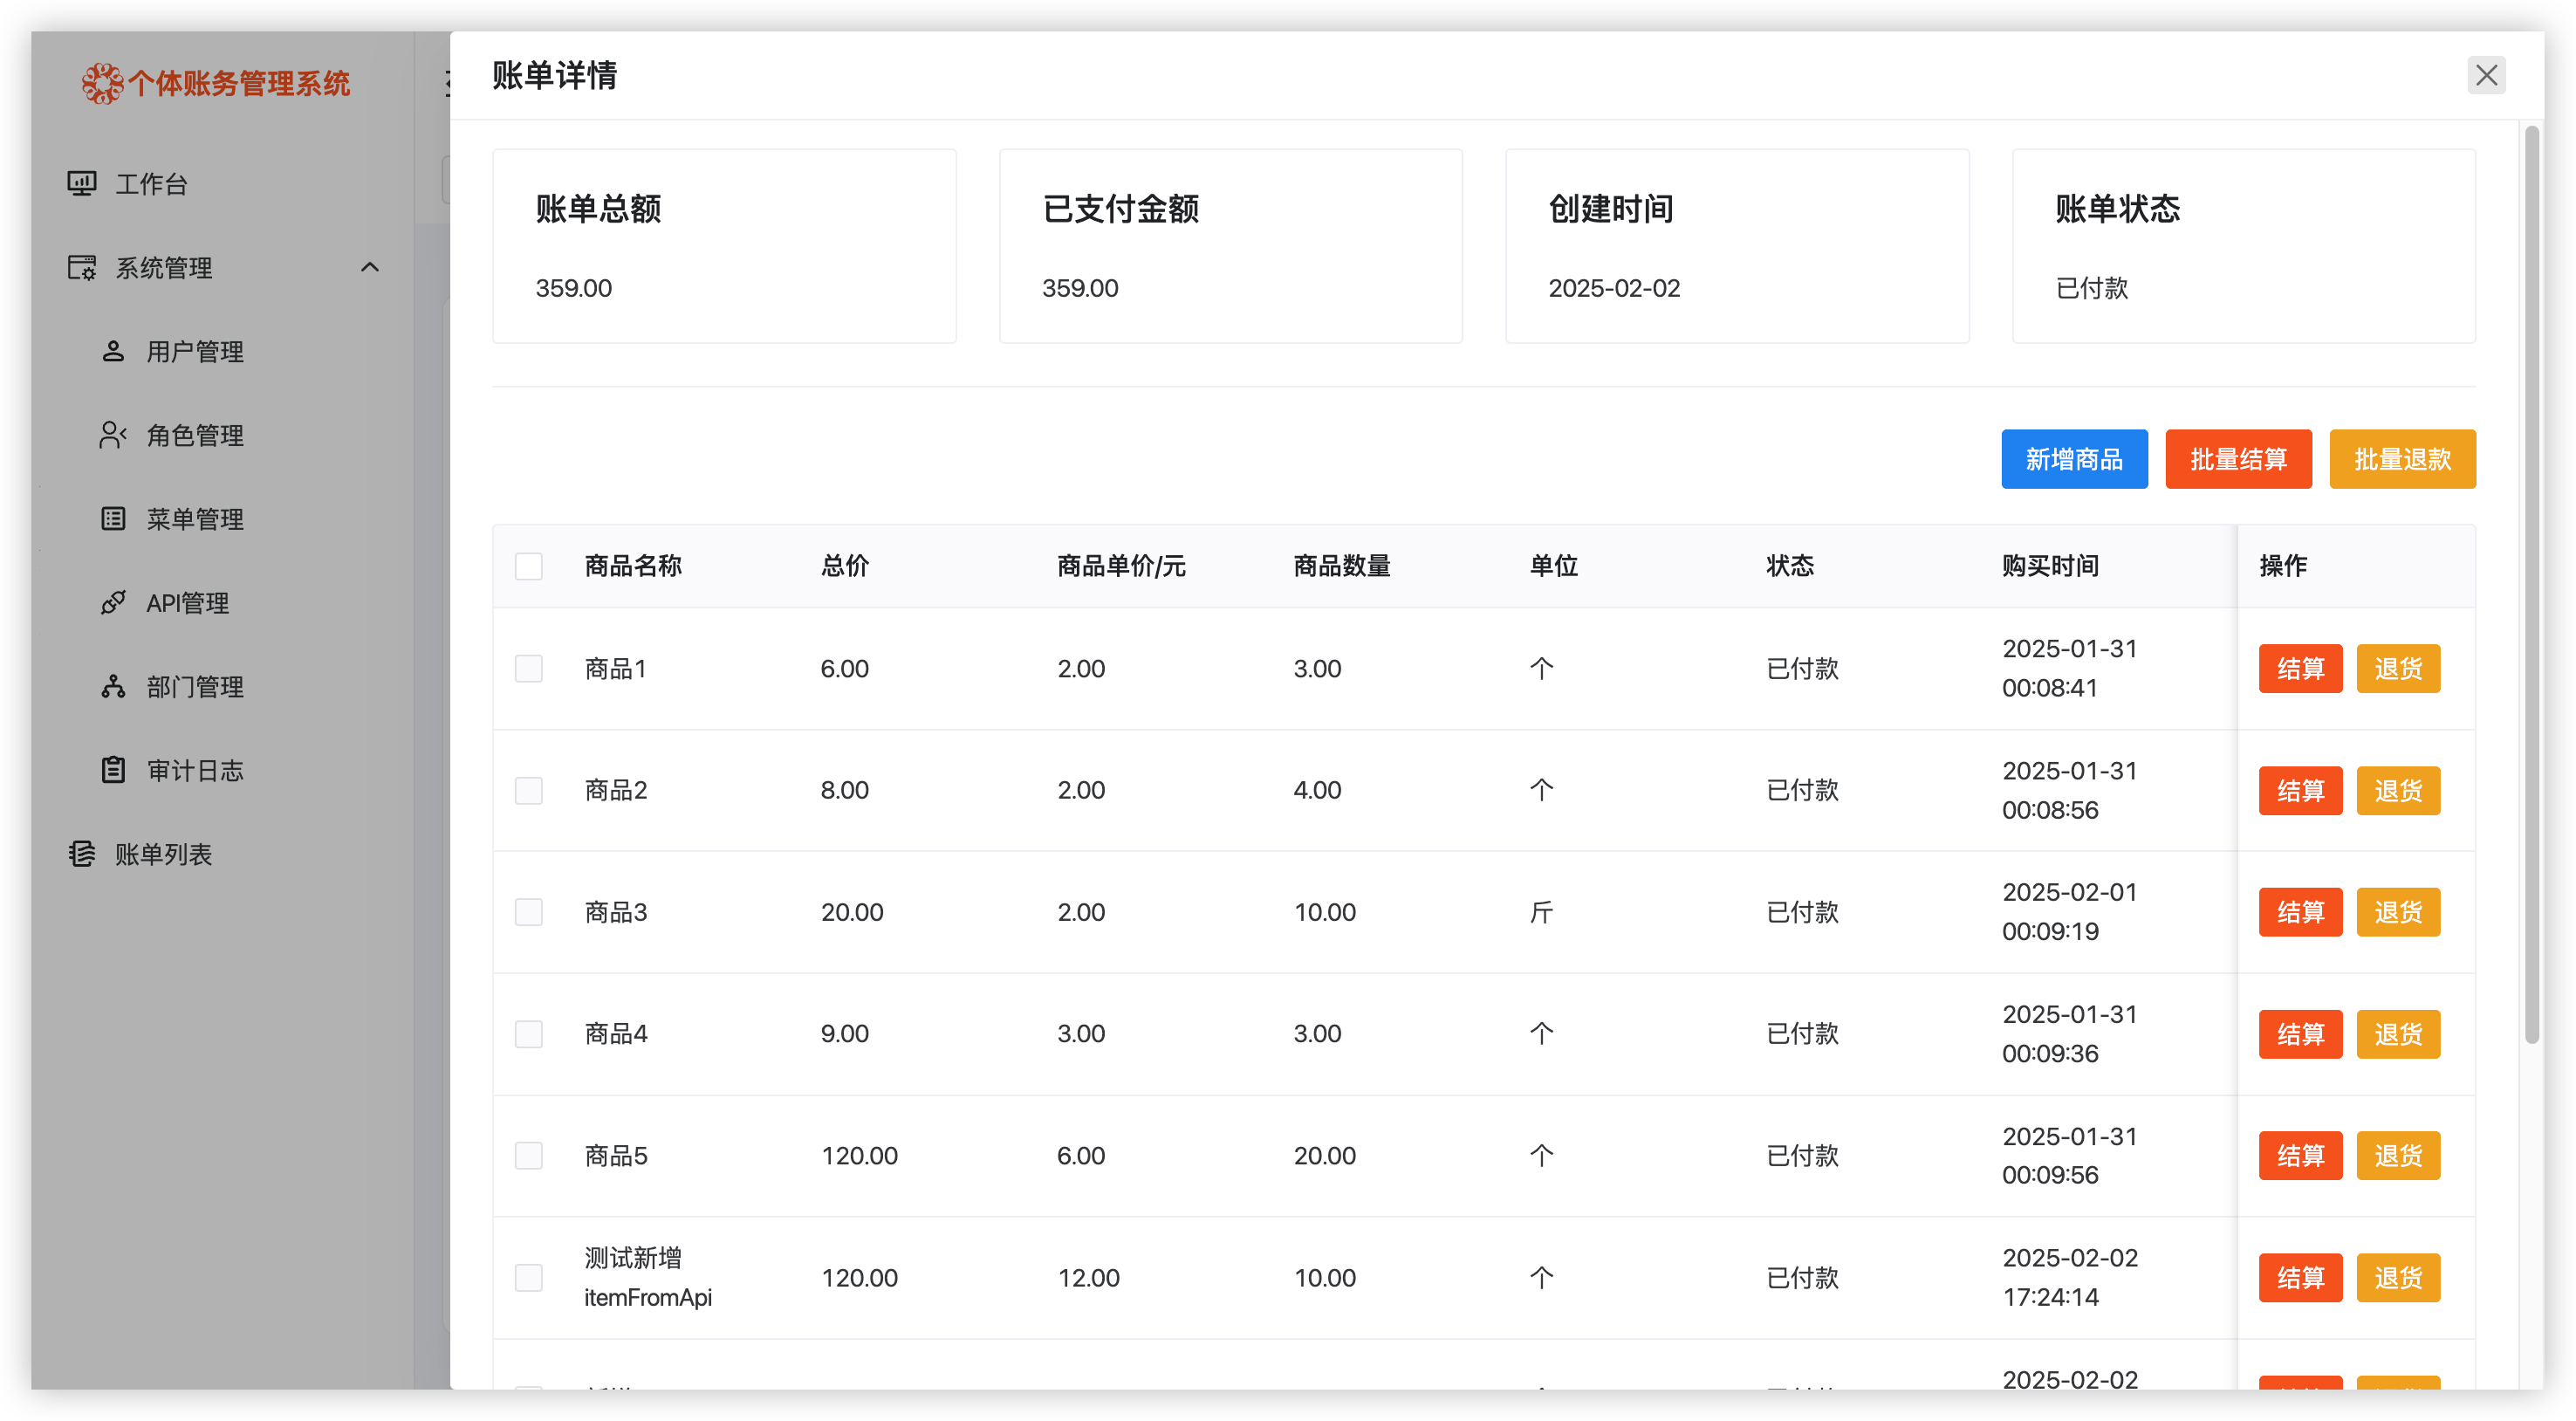 个体账务管理系统
工作台
系统管理
用户管理
角色管理
菜单管理
API管理
部门管理
审计日志
账单列表
账单详情
账单总额
359.00
已支付金额
359.00
创建时间
2025-02-02
账单状态
已付款
新增商品 批量结算 批量退款
商品名称 总价 商品单价/元 商品数量 单位 状态 购买时间 操作
商品1 6.00 2.00 3.00 个 已付款 2025-01-31 00:08:41 结算 退货
商品2 8.00 2.00 4.00 个 已付款 2025-01-31 00:08:56 结算 退货
商品3 20.00 2.00 10.00 斤 已付款 2025-02-01 00:09:19 结算 退货
商品4 9.00 3.00 3.00 个 已付款 2025-01-31 00:09:36 结算 退货
商品5 120.00 6.00 20.00 个 已付款 2025-01-31 00:09:56 结算 退货
测试新增itemFromApi 120.00 12.00 10.00 个 已付款 2025-02-02 17:24:14 结算 退货
2025-02-02